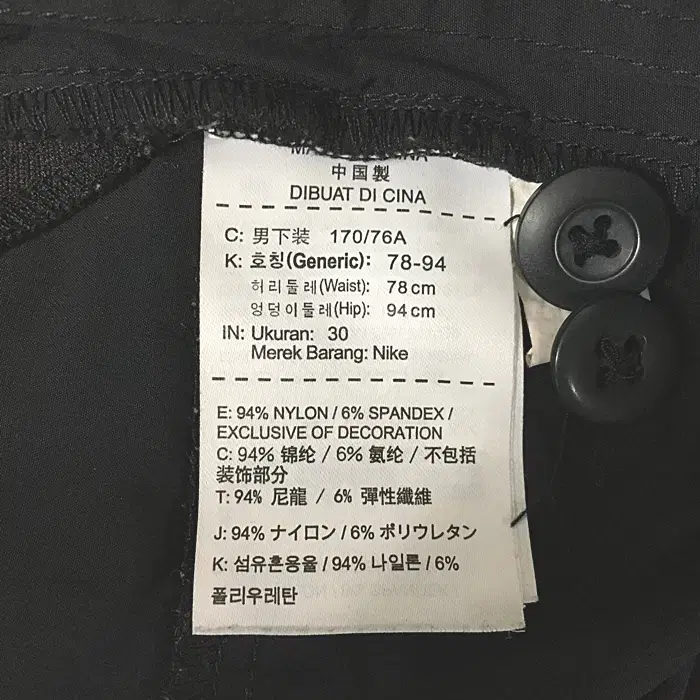 中国製
DIBUAT DI CINA
C: 男下装 170/76A
K: 호칭(Generic): 78-94
허리둘레(Waist): 78 cm
엉덩이둘레(Hip): 94 cm
IN: Ukuran: 30
Merek Barang: Nike
E: 94% NYLON / 6% SPANDEX /
EXCLUSIVE OF DECORATION
C: 94% 锦纶 / 6% 氨纶 / 不包括
装饰部分
T: 94% 尼龍 / 6% 彈性纖維
J: 94% ナイロン / 6% ポリウレタン
K: 섬유혼용율 / 94% 나일론 / 6%
폴리우레탄